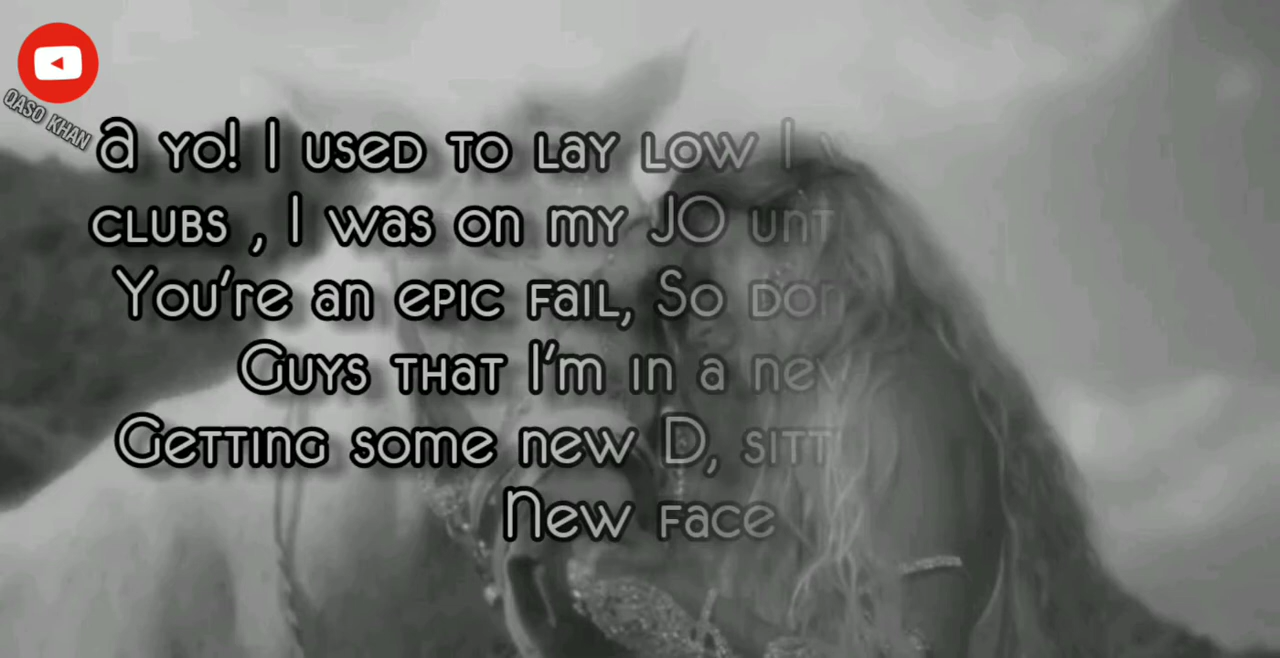 QASO KHAN
A yo! I used to lay low I
clubs , I was on my JO
You're an epic fail, So
Guys that I'm in a
Getting some new D,
New face